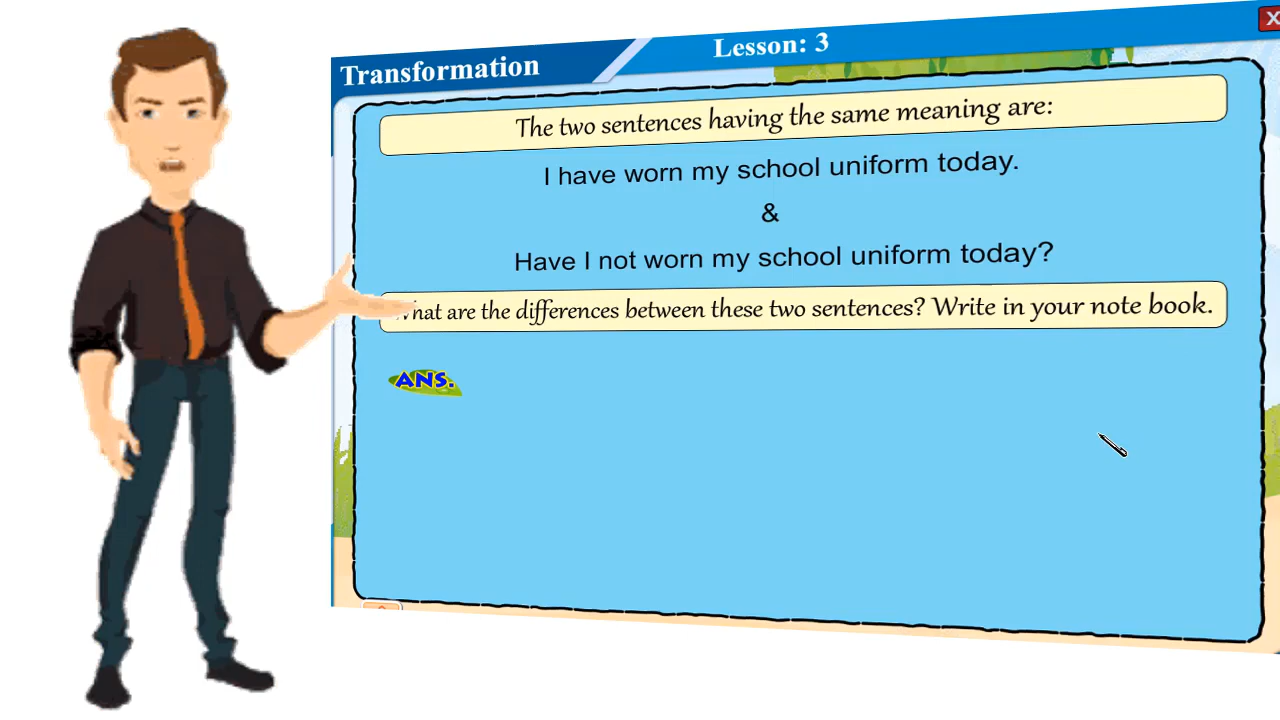 Transformation
Lesson: 3
X
The two sentences having the same meaning are:
I have worn my school uniform today.
&
Have I not worn my school uniform today?
What are the differences between these two sentences? Write in your note book.
ANS.